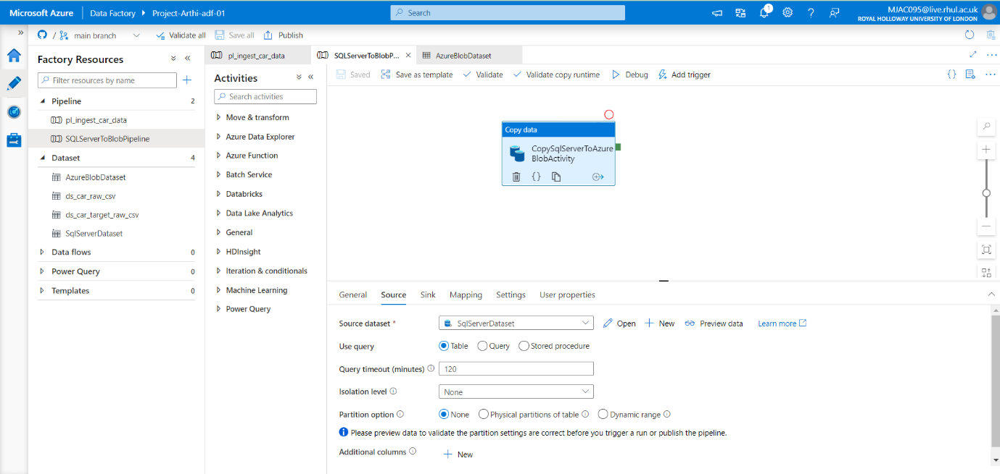 Microsoft Azure Data Factory Project-Arthi-adf-01 Search 1 MJAC095@live.rhul.ac.uk
ROYAL HOLLOWAY UNIVERSITY OF LONDON
/ main branch Validate all Save all Publish
Factory Resources
Filter resources by name
Pipeline 2
pl_ingest_car_data
SQLServerToBlobPipeline
Dataset 4
AzureBlobDataset
ds_car_raw_csv
ds_car_target_raw_csv
SqlServerDataset
Data flows 0
Power Query 0
Templates 0
pl_ingest_car_data SQLServerToBlobP... AzureBlobDataset
Activities
Search activities
Move & transform
Azure Data Explorer
Azure Function
Batch Service
Databricks
Data Lake Analytics
General
HDInsight
Iteration & conditionals
Machine Learning
Power Query
Saved Save as template Validate Validate copy runtime Debug Add trigger {} ...
Copy data
CopySqlServerToAzure
BlobActivity
{}
General Source Sink Mapping Settings User properties
Source dataset * SqlServerDataset Open New Preview data Learn more
Use query Table Query Stored procedure
Query timeout (minutes) 120
Isolation level None
Partition option None Physical partitions of table Dynamic range
Please preview data to validate the partition settings are correct before you trigger a run or publish the pipeline.
Additional columns New